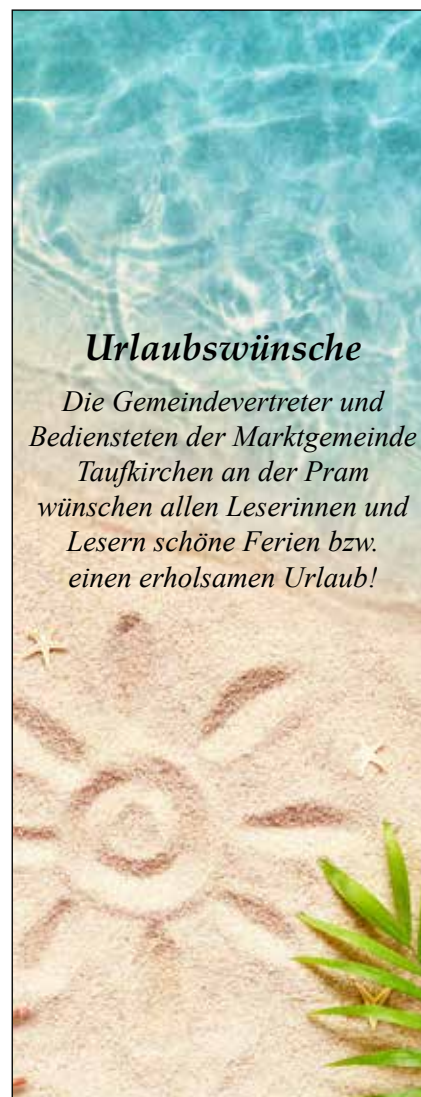 Urlaubswünsche
Die Gemeindevertreter und
Bediensteten der Marktgemeinde
Taufkirchen an der Pram
wünschen allen Leserinnen und
Lesern schöne Ferien bzw.
einen erholsamen Urlaub!